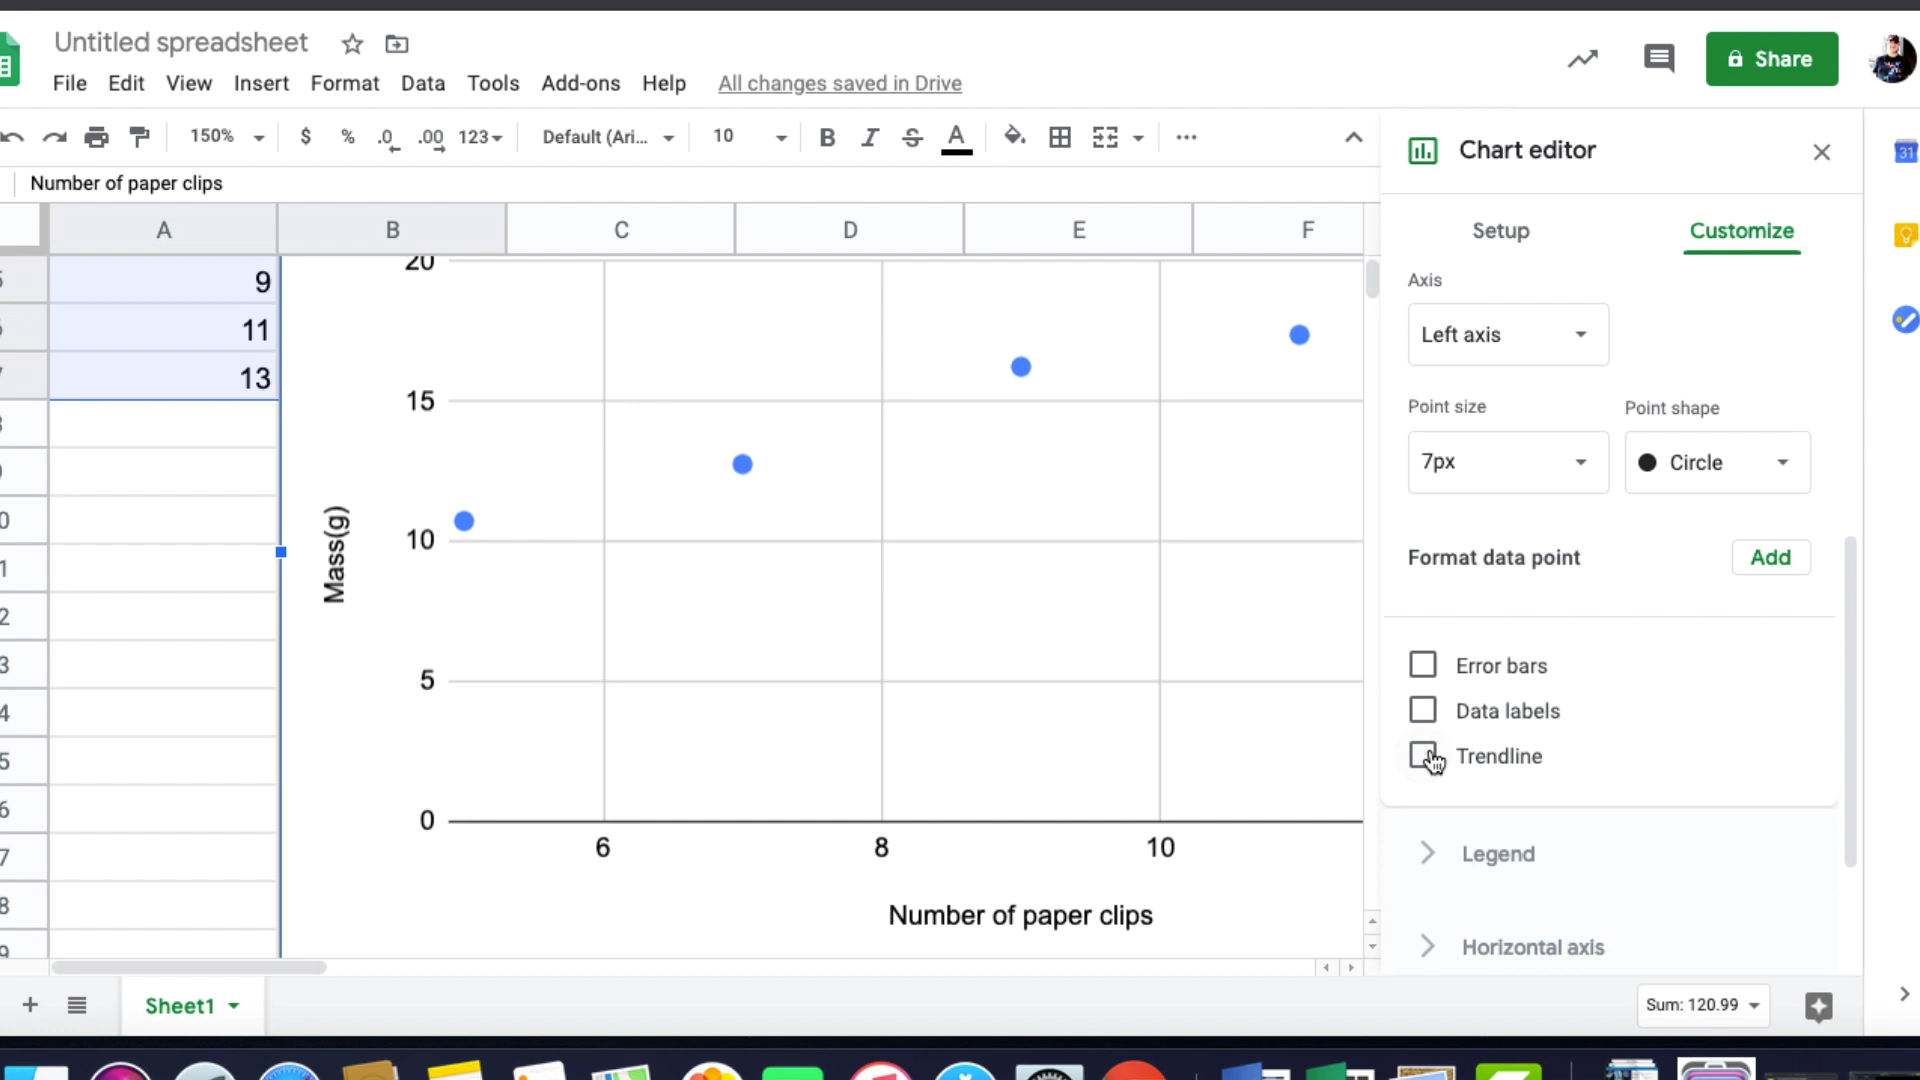 Untitled spreadsheet
File Edit View Insert Format Data Tools Add-ons Help All changes saved in Drive
Share
150% $ % .0 .00 123 Default (Ari... 10 B I S A
Number of paper clips
A B C D E F
9
11
13
20
15
10
5
0
Mass(g)
6 8 10
Number of paper clips
Chart editor
Setup Customize
Axis
Left axis
Point size Point shape
7px Circle
Format data point Add
Error bars
Data labels
Trendline
Legend
Horizontal axis
31
Sheet1
Sum: 120.99